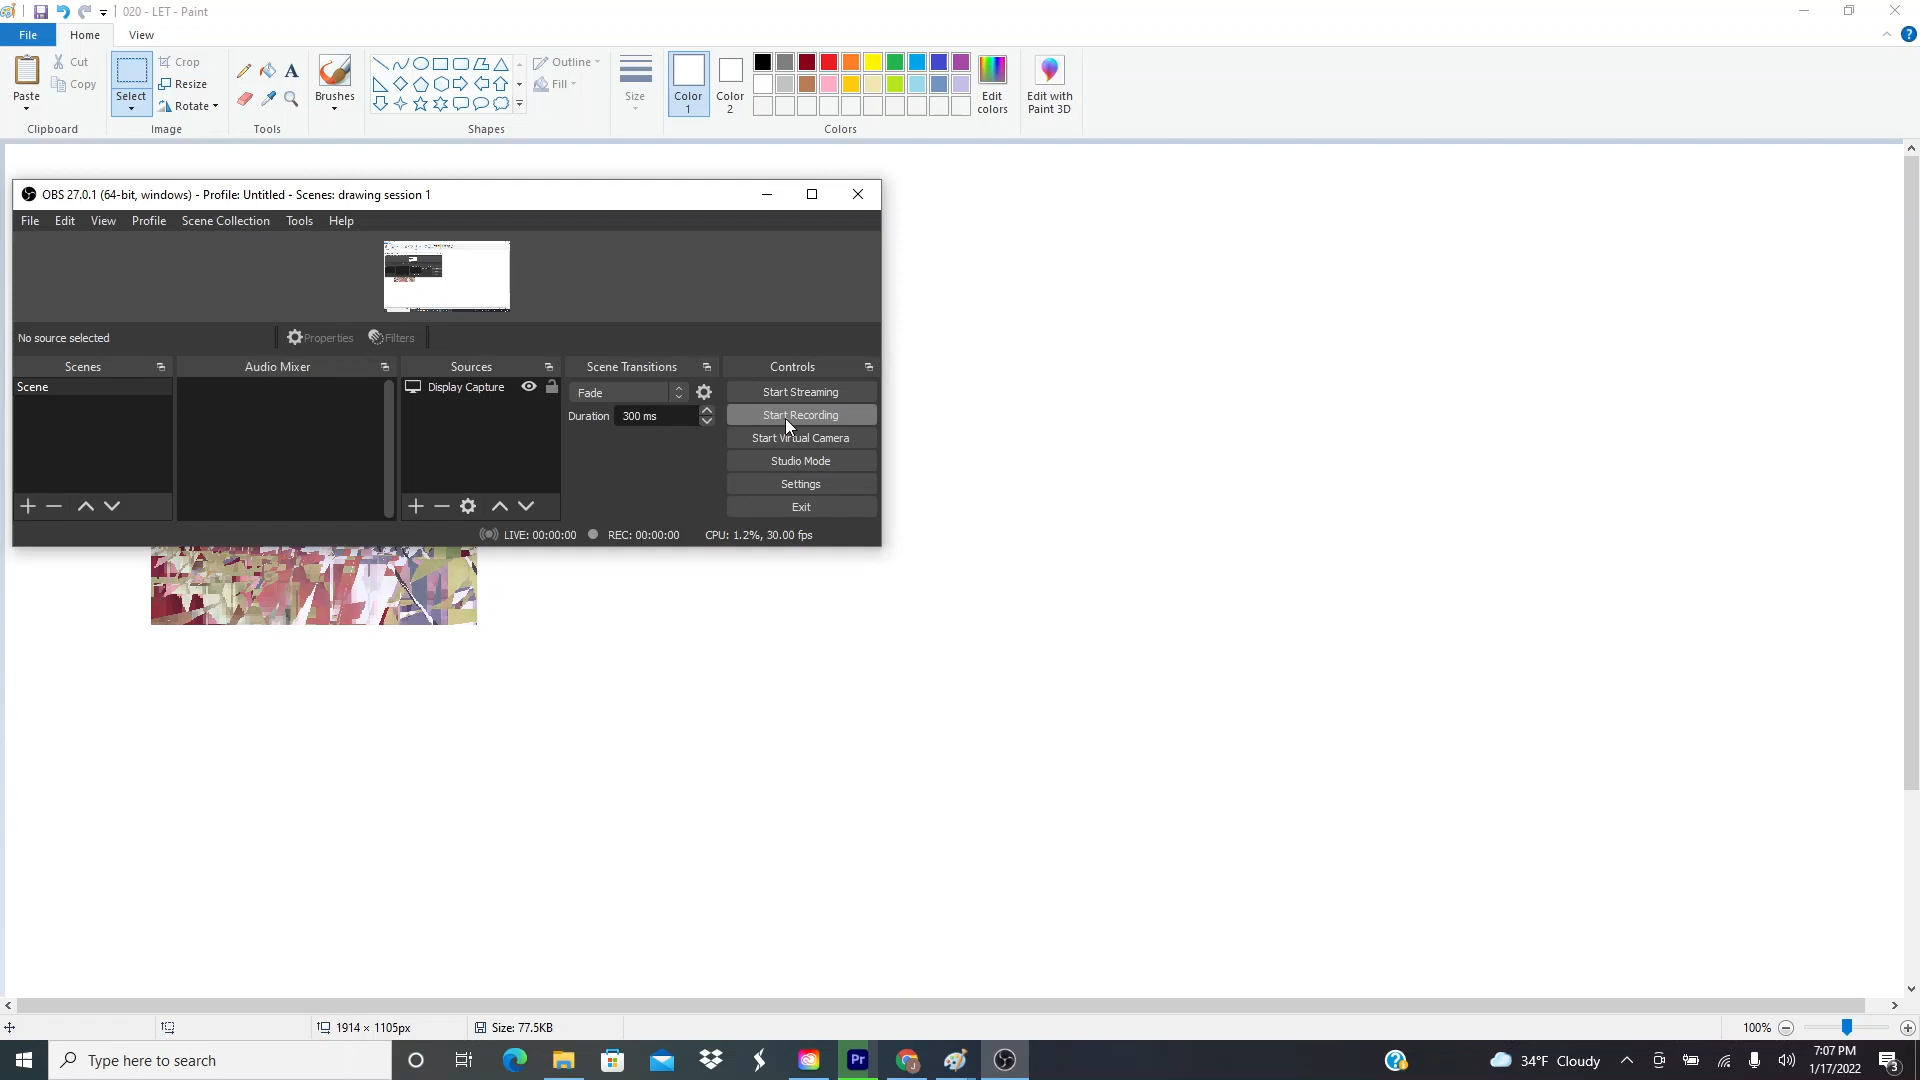 020 - LET - Paint
File Home View
Paste Cut Copy
Clipboard
Select Crop Resize Rotate
Image
A
Tools
Brushes
Outline
Fill
Shapes
Size
Color 1
Color 2
Edit colors
Colors
Edit with Paint 3D
OBS 27.0.1 (64-bit, windows) - Profile: Untitled - Scenes: drawing session 1
File Edit View Profile Scene Collection Tools Help
No source selected Properties Filters
Scenes Audio Mixer Sources Scene Transitions Controls
Scene
Display Capture
Fade
Duration 300 ms
Start Streaming
Start Recording
Start Virtual Camera
Studio Mode
Settings
Exit
LIVE: 00:00:00 REC: 00:00:00 CPU: 1.2%, 30.00 fps
1914 × 1105px Size: 77.5KB 100%
Type here to search
Pr
34°F Cloudy
7:07 PM
1/17/2022
3